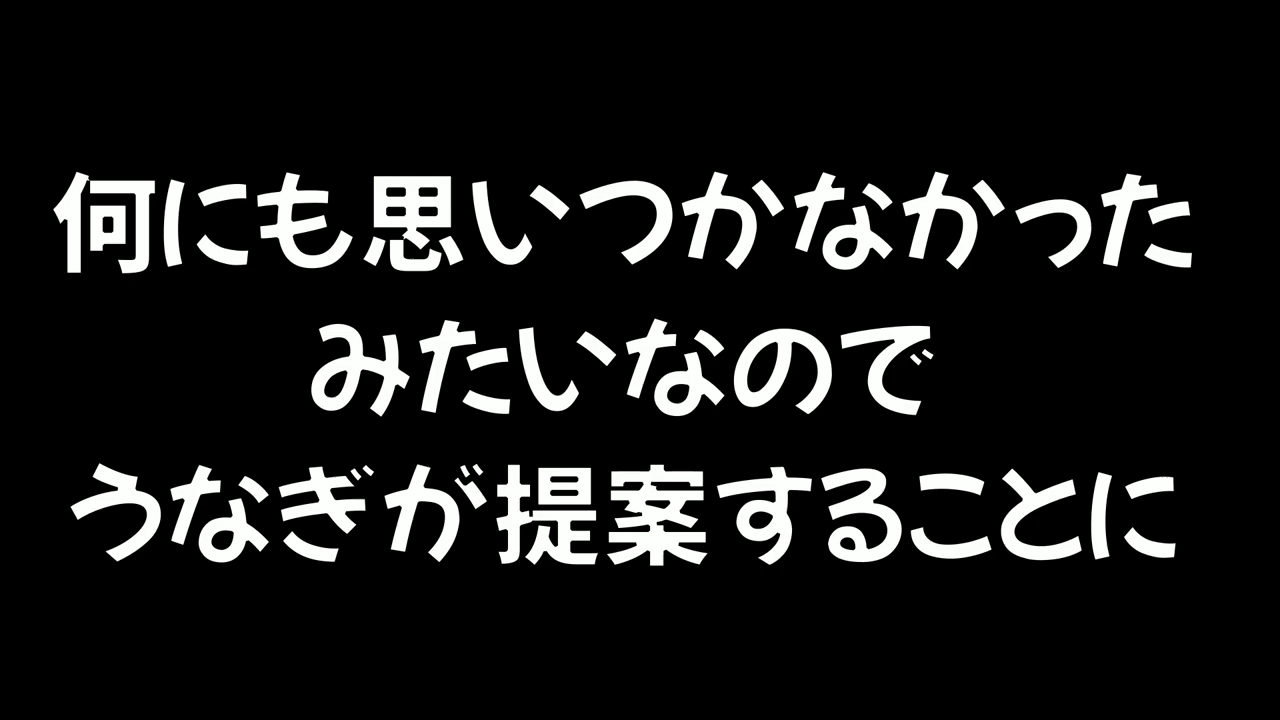 何にも思いつかなかった
みたいなので
うなぎが提案することに